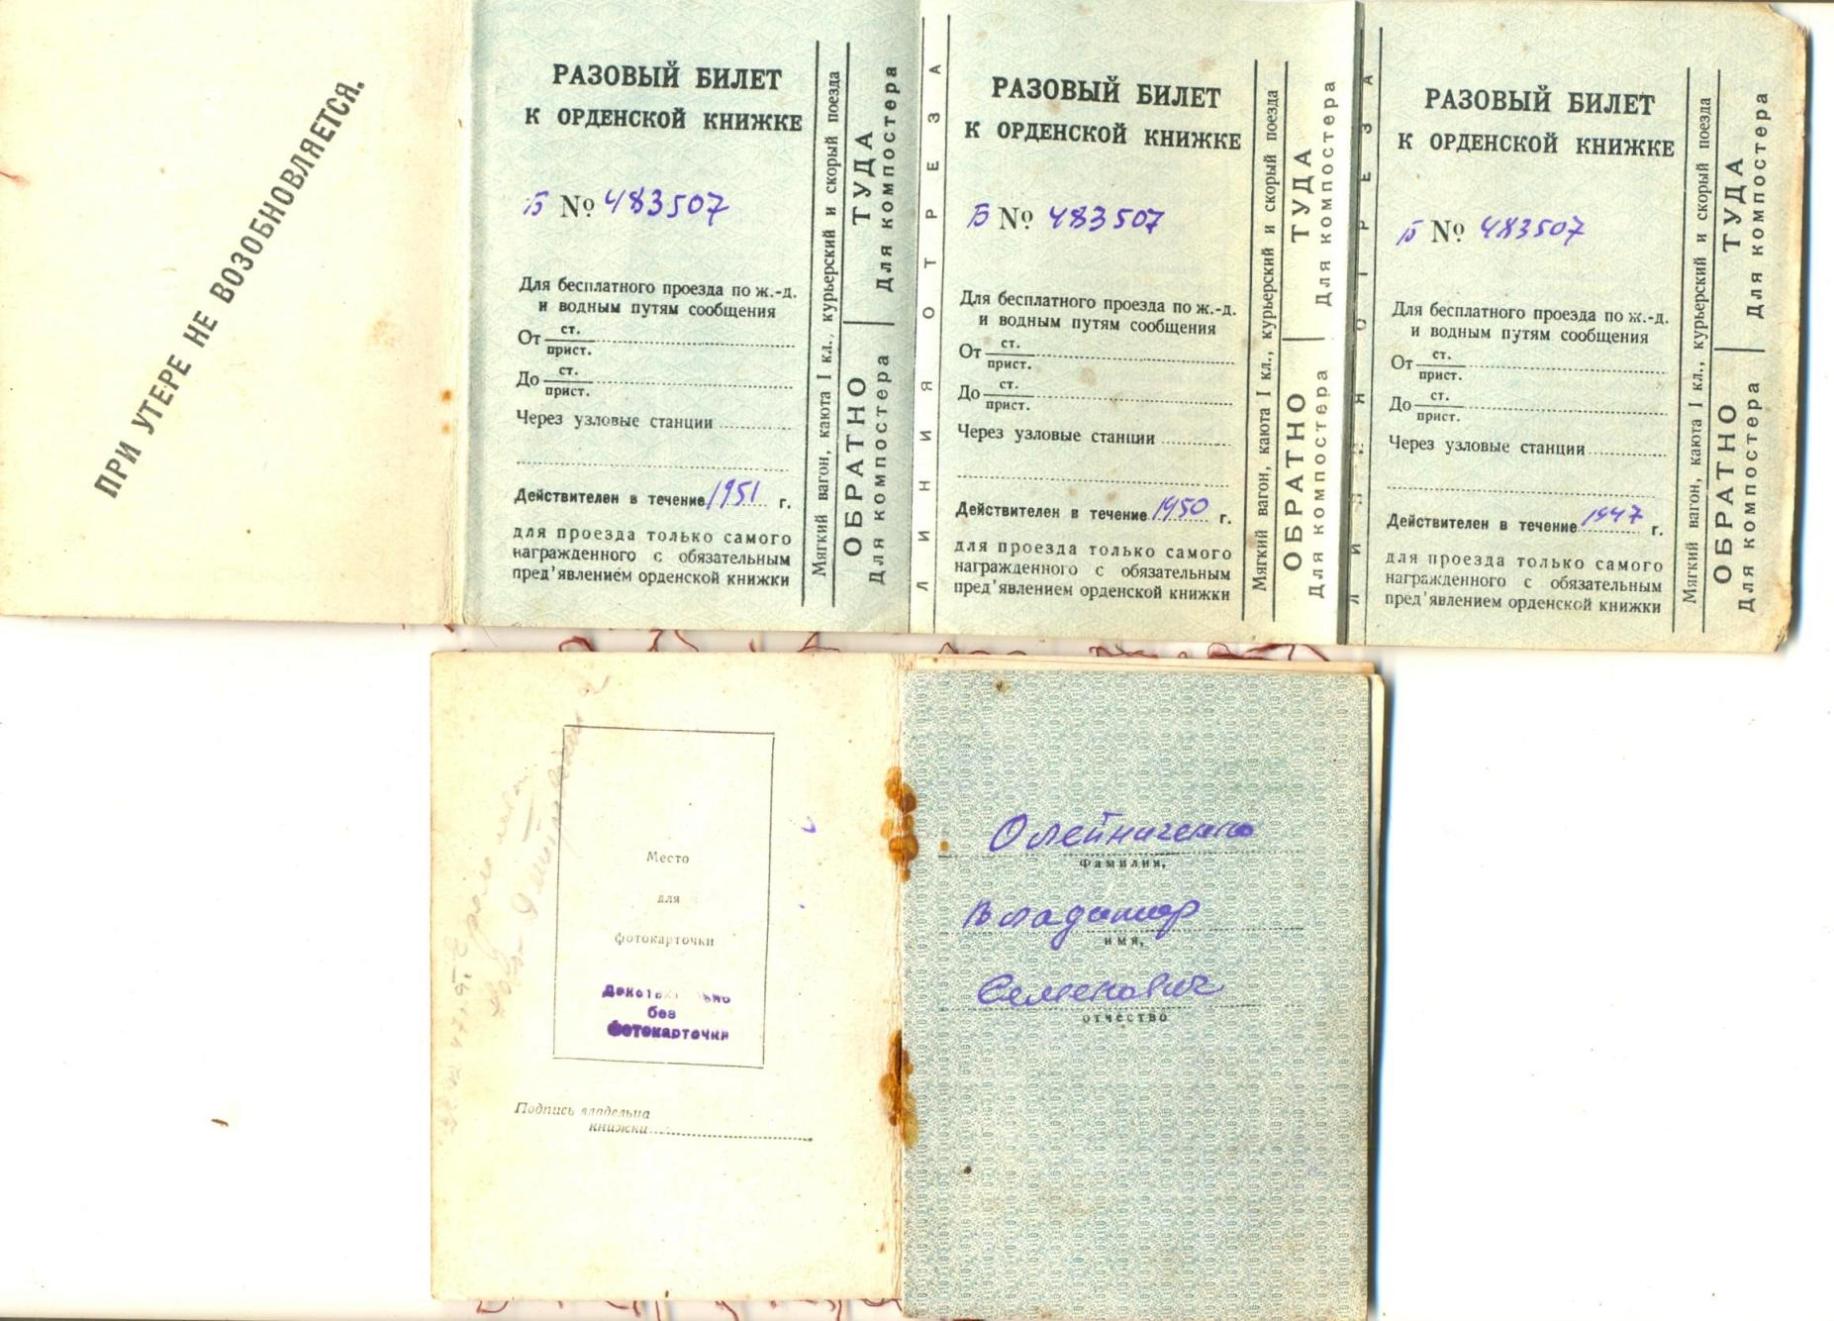 ПРИ УТЕРЕ НЕ ВОЗОБНОВЛЯЕТСЯ.
РАЗОВЫЙ БИЛЕТ
К ОРДЕНСКОЙ КНИЖКЕ
Б № 483507
Для бесплатного проезда по ж.-д.
и водным путям сообщения
От ст.
прист.
До ст.
прист.
Через узловые станции
Действителен в течение 1951 г.
для проезда только самого
награжденного с обязательным
пред'явлением орденской книжки
Мягкий вагон, каюта I кл., курьерский и скорый поезда
ОБРАТНО ТУДА
Для компостера Для компостера
ЛИНИЯ ОТРЕЗА
РАЗОВЫЙ БИЛЕТ
К ОРДЕНСКОЙ КНИЖКЕ
Б № 483507
Для бесплатного проезда по ж.-д.
и водным путям сообщения
От ст.
прист.
До ст.
прист.
Через узловые станции
Действителен в течение 1950 г.
для проезда только самого
награжденного с обязательным
пред'явлением орденской книжки
Мягкий вагон, каюта I кл., курьерский и скорый поезда
ОБРАТНО ТУДА
Для компостера Для компостера
ЛИНИЯ ОТРЕЗА
РАЗОВЫЙ БИЛЕТ
К ОРДЕНСКОЙ КНИЖКЕ
Б № 483507
Для бесплатного проезда по ж.-д.
и водным путям сообщения
От ст.
прист.
До ст.
прист.
Через узловые станции
Действителен в течение 1947 г.
для проезда только самого
награжденного с обязательным
пред'явлением орденской книжки
Мягкий вагон, каюта I кл., курьерский и скорый поезда
ОБРАТНО ТУДА
Для компостера Для компостера
Место
для
фотокарточки
Действительно
без
фотокарточки
Подпись владельца
книжки
Олейниченко
Фамилия,
Владимир
имя,
Семенович
отчество